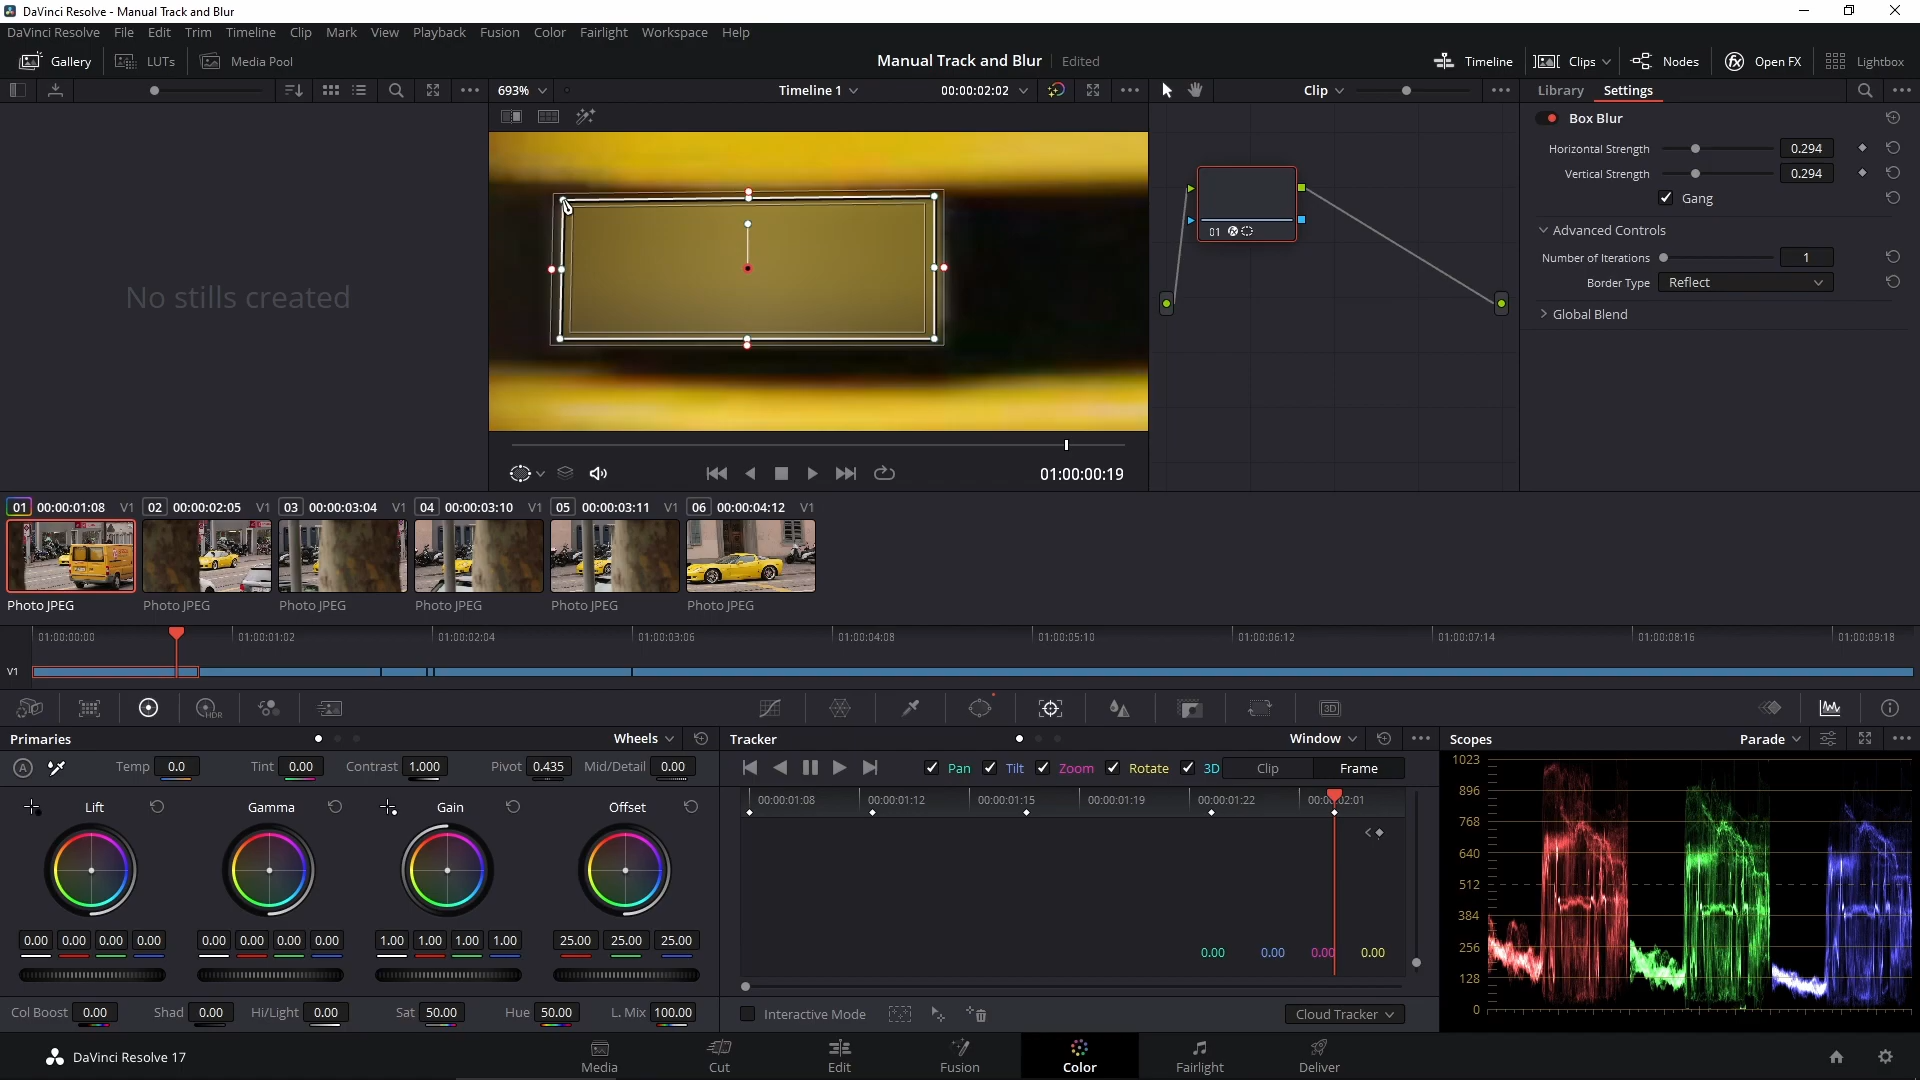 DaVinci Resolve - Manual Track and Blur
DaVinci Resolve File Edit Trim Timeline Clip Mark View Playback Fusion Color Fairlight Workspace Help
Gallery LUTs Media Pool Manual Track and Blur Edited Timeline Clips Nodes Open FX Lightbox
693% Timeline 1 00:00:02:02 Clip Library Settings
Box Blur
Horizontal Strength 0.294
Vertical Strength 0.294
Gang
Advanced Controls
Number of Iterations 1
Border Type Reflect
Global Blend
01
No stills created
01:00:00:19
01 00:00:01:08 V1 02 00:00:02:05 V1 03 00:00:03:04 V1 04 00:00:03:10 V1 05 00:00:03:11 V1 06 00:00:04:12 V1
Photo JPEG Photo JPEG Photo JPEG Photo JPEG Photo JPEG Photo JPEG
01:00:00:00 01:00:01:02 01:00:02:04 01:00:03:06 01:00:04:08 01:00:05:10 01:00:06:12 01:00:07:14 01:00:08:16 01:00:09:18
V1
HDR 3D
Primaries Wheels Tracker Window Scopes Parade
A Temp 0.0 Tint 0.00 Contrast 1.000 Pivot 0.435 Mid/Detail 0.00 Pan Tilt Zoom Rotate 3D Clip Frame
00:00:01:08 00:00:01:12 00:00:01:15 00:00:01:19 00:00:01:22
Lift Gamma Gain Offset
0.00 0.00 0.00 0.00 0.00 0.00 0.00 0.00 1.00 1.00 1.00 1.00 25.00 25.00 25.00
0.00 0.00 0.00 0.00
1023
896
768
640
512
384
256
128
0
Col Boost 0.00 Shad 0.00 Hi/Light 0.00 Sat 50.00 Hue 50.00 L. Mix 100.00 Interactive Mode Cloud Tracker
DaVinci Resolve 17 Media Cut Edit Fusion Color Fairlight Deliver